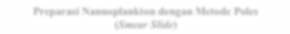 Preparasi Nannoplankton dengan Metode Poles
(Smear Slide)